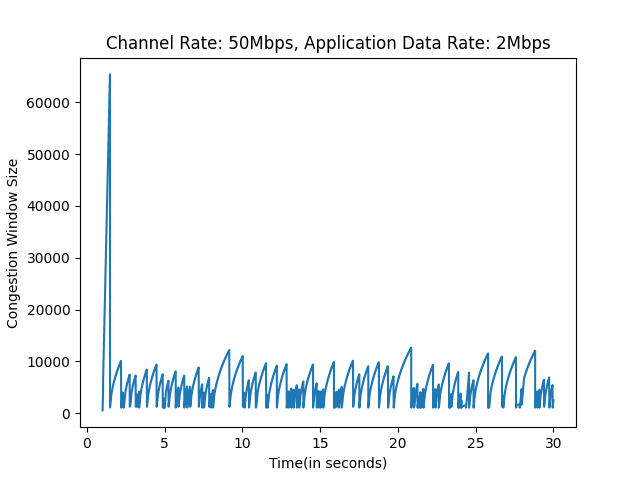 Channel Rate: 50Mbps, Application Data Rate: 2Mbps
Congestion Window Size
60000
50000
40000
30000
20000
10000
0
0 5 10 15 20 25 30
Time(in seconds)